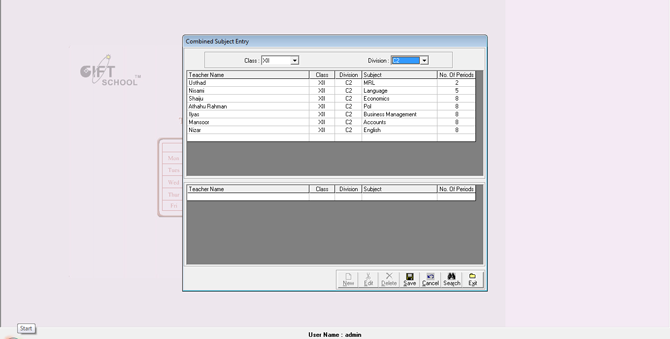 Combined Subject Entry
Class : XII Division : C2
Teacher Name Class Division Subject No. Of Periods
Usthad XII C2 MRL 2
Nisami XII C2 Language 5
Shaiju XII C2 Economics 8
Athahu Rahman XII C2 Pol 8
Ilyas XII C2 Business Management 8
Mansoor XII C2 Accounts 8
Nizar XII C2 English 8
GIFT
SCHOOL TM
Mon
Tues
Wed
Thur
Fri
Teacher Name Class Division Subject No. Of Periods
New Edit Delete Save Cancel Search Exit
Start
User Name : admin